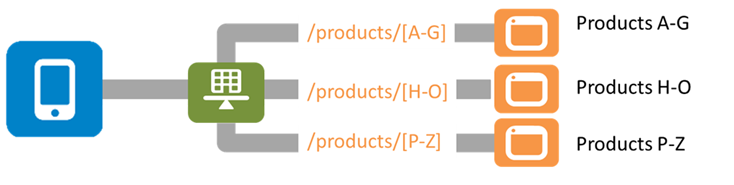 /products/[A-G]
Products A-G
/products/[H-O]
Products H-O
/products/[P-Z]
Products P-Z